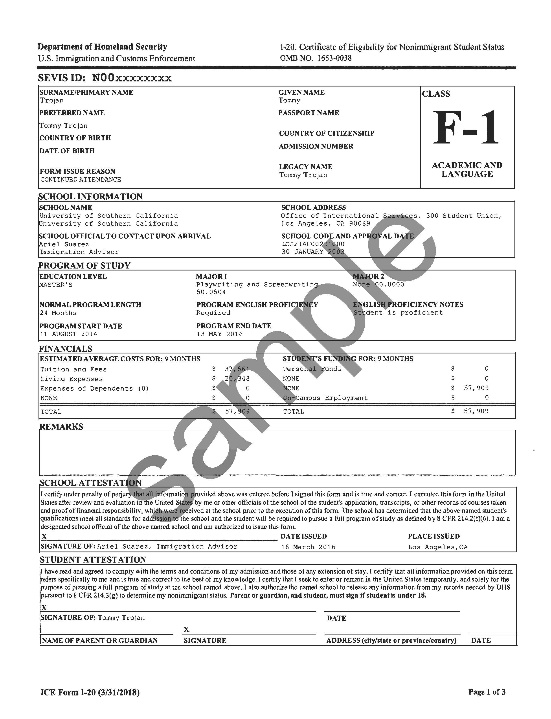 Department of Homeland Security
U.S. Immigration and Customs Enforcement
I-20, Certificate of Eligibility for Nonimmigrant Student Status
OMB NO. 1653-0038
SEVIS ID: N00xxxxxxxxx
SURNAME/PRIMARY NAME
Trojan
GIVEN NAME
Tommy
CLASS
PREFERRED NAME
Tommy Trojan
PASSPORT NAME
COUNTRY OF BIRTH
COUNTRY OF CITIZENSHIP
DATE OF BIRTH
ADMISSION NUMBER
F-1
ACADEMIC AND
LANGUAGE
FORM ISSUE REASON
CONTINUED ATTENDANCE
LEGACY NAME
Tommy Trojan
SCHOOL INFORMATION
SCHOOL NAME
University of Southern California
University of Southern California
SCHOOL ADDRESS
Office of International Services, 300 Student Union,
Los Angeles, CA 90089
SCHOOL OFFICIAL TO CONTACT UPON ARRIVAL
Ariel Suarez
Immigration Advisor
SCHOOL CODE AND APPROVAL DATE
30 JANUARY 2003
PROGRAM OF STUDY
EDUCATION LEVEL
MASTER'S
MAJOR 1
Playwriting and Screenwriting
50.0504
MAJOR 2
None 00.0000
NORMAL PROGRAM LENGTH
24 Months
PROGRAM ENGLISH PROFICIENCY
Required
ENGLISH PROFICIENCY NOTES
Student is proficient
PROGRAM START DATE
11 AUGUST 2014
PROGRAM END DATE
13 MAY 2016
FINANCIALS
ESTIMATED AVERAGE COSTS FOR: 9 MONTHS
STUDENT'S FUNDING FOR: 9 MONTHS
Tuition and Fees $
Personal Funds $ 0
Living Expenses $
NONE $ 0
Expenses of Dependents (0) $ 0
NONE $ 57,909
NONE $ 0
On-Campus Employment $ 0
TOTAL $ 57,909
TOTAL $ 57,909
REMARKS
sample
SCHOOL ATTESTATION
I certify under penalty of perjury that all information provided above was entered before I signed this form and is true and correct. I executed this form in the United
States after review and evaluation in the United States by me or other officials of the school of the student's application, transcripts, or other records of courses taken
and proof of financial responsibility, which were received at the school prior to the execution of this form. The school has determined that the above named student's
qualifications meet all standards for admission to the school and the student will be required to pursue a full program of study as defined by 8 CFR 214.2(f)(6). I am a
designated school official of the above named school and am authorized to issue this form.
X
DATE ISSUED
PLACE ISSUED
SIGNATURE OF: Ariel Suarez, Immigration Advisor
18 March 2016
Los Angeles, CA
STUDENT ATTESTATION
I have read and agreed to comply with the terms and conditions of my admission and those of any extension of stay. I certify that all information provided on this form
refers specifically to me and is true and correct to the best of my knowledge. I certify that I seek to enter or remain in the United States temporarily, and solely for the
purpose of pursuing a full program of study at the school named above. I also authorize the named school to release any information from my records needed by DHS
pursuant to 8 CFR 214.3(g) to determine my nonimmigrant status. Parent or guardian, and student, must sign if student is under 18.
X
SIGNATURE OF: Tommy Trojan
DATE
X
NAME OF PARENT OR GUARDIAN
SIGNATURE
ADDRESS (city/state or province/country)
DATE
ICE Form I-20 (3/31/2018)
Page 1 of 3